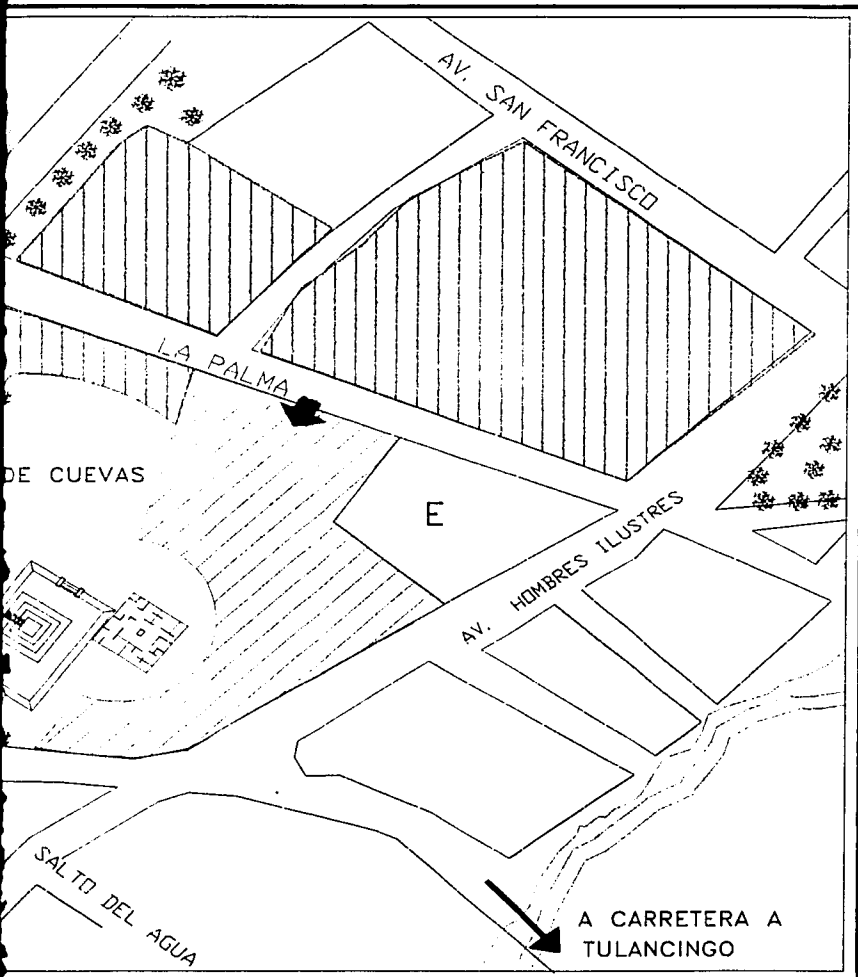 AV. SAN FRANCISCO
LA PALMA
DE CUEVAS
E
AV. HOMBRES ILUSTRES
SALTO DEL AGUA
A CARRETERA A
TULANCINGO